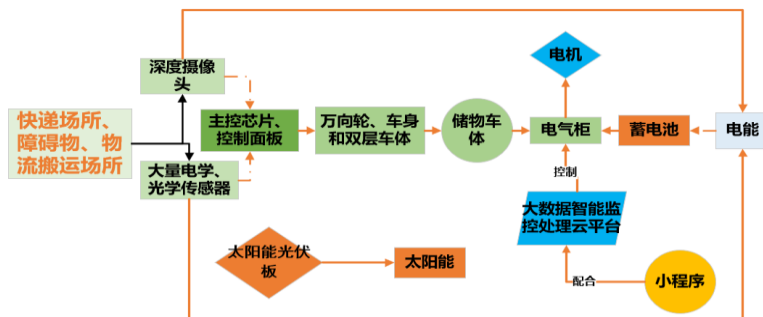 电机
深度摄像
头
快递场所、
障碍物、物
流搬运场所
主控芯片、
控制面板
万向轮、车身
和双层车体
储物车
体
电气柜
蓄电池
电能
大量电学、
光学传感器
控制
大数据智能监
控处理云平台
太阳能光伏
板
太阳能
配合
小程序